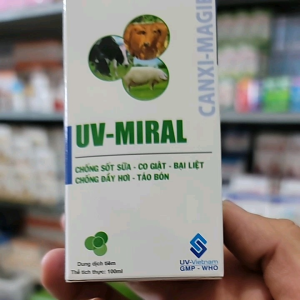 CANXI-MAGIE
UV-MIRAL
CHỐNG SỐT SỮA - CO GIẬT - BẠI LIỆT
CHỐNG ĐẦY HƠI - TÁO BÓN
Dung dịch tiêm
Thể tích thực: 100ml
UV-Vietnam
GMP - WHO